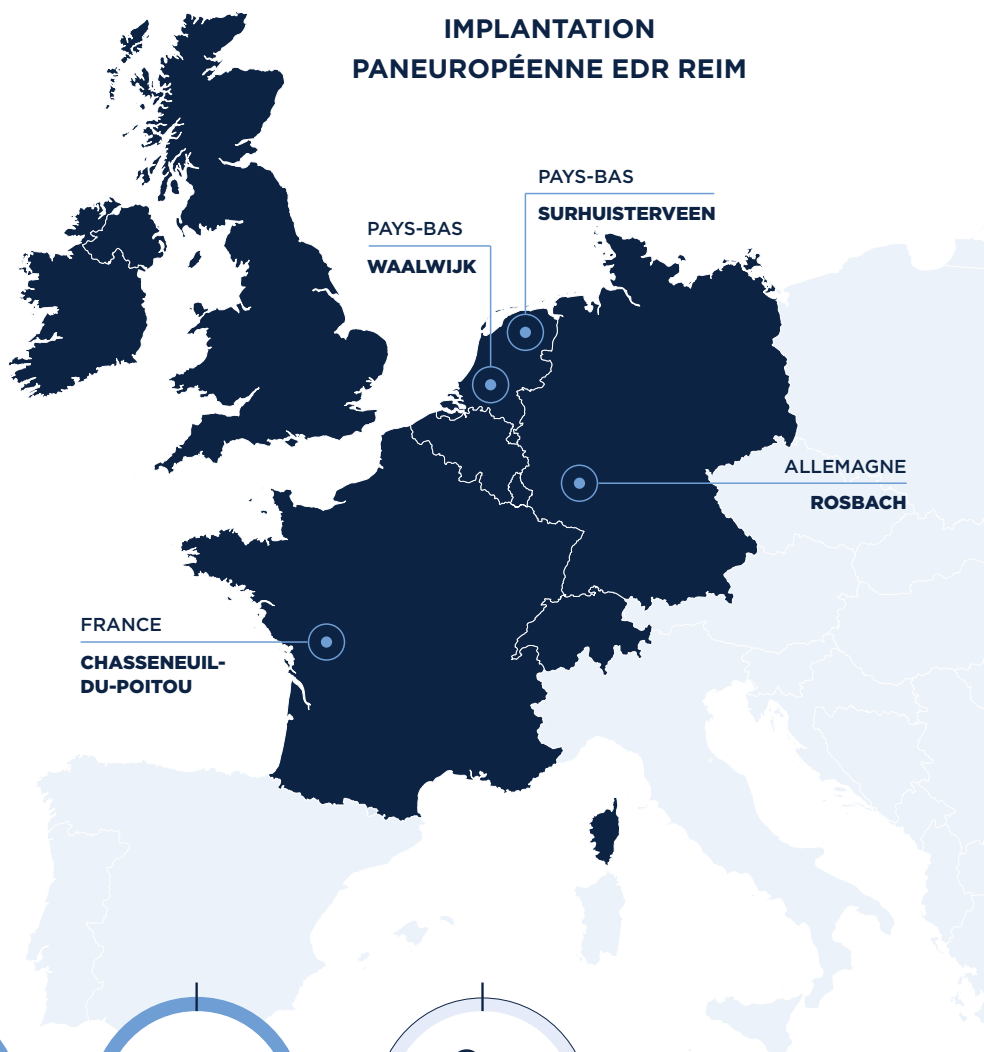 IMPLANTATION
PANEUROPÉENNE EDR REIM
PAYS-BAS
SURHUISTERVEEN
PAYS-BAS
WAALWIJK
ALLEMAGNE
ROSBACH
FRANCE
CHASSENEUIL-
DU-POITOU